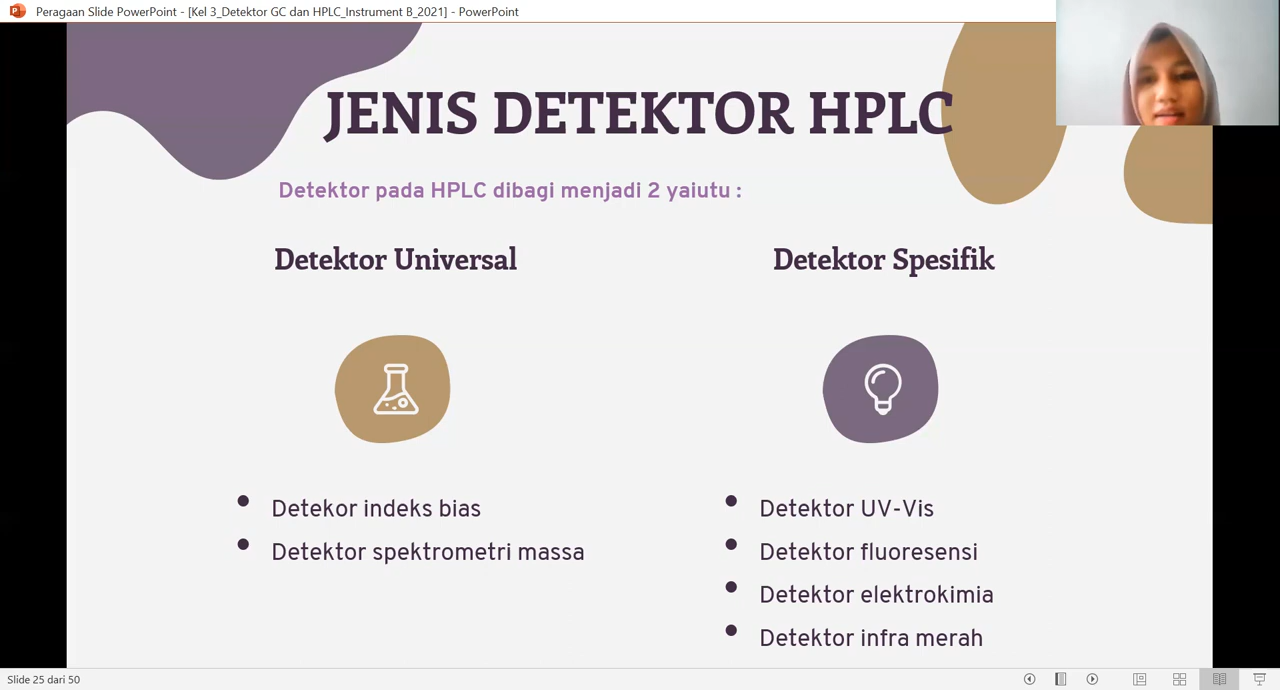 Peragaan Slide PowerPoint - [Kel 3_Detektor GC dan HPLC_Instrument B_2021] - PowerPoint
JENIS DETEKTOR HPLC
Detektor pada HPLC dibagi menjadi 2 yaiutu :
Detektor Universal
Detekor indeks bias
Detektor spektrometri massa
Detektor Spesifik
Detektor UV-Vis
Detektor fluoresensi
Detektor elektrokimia
Detektor infra merah
Slide 25 dari 50